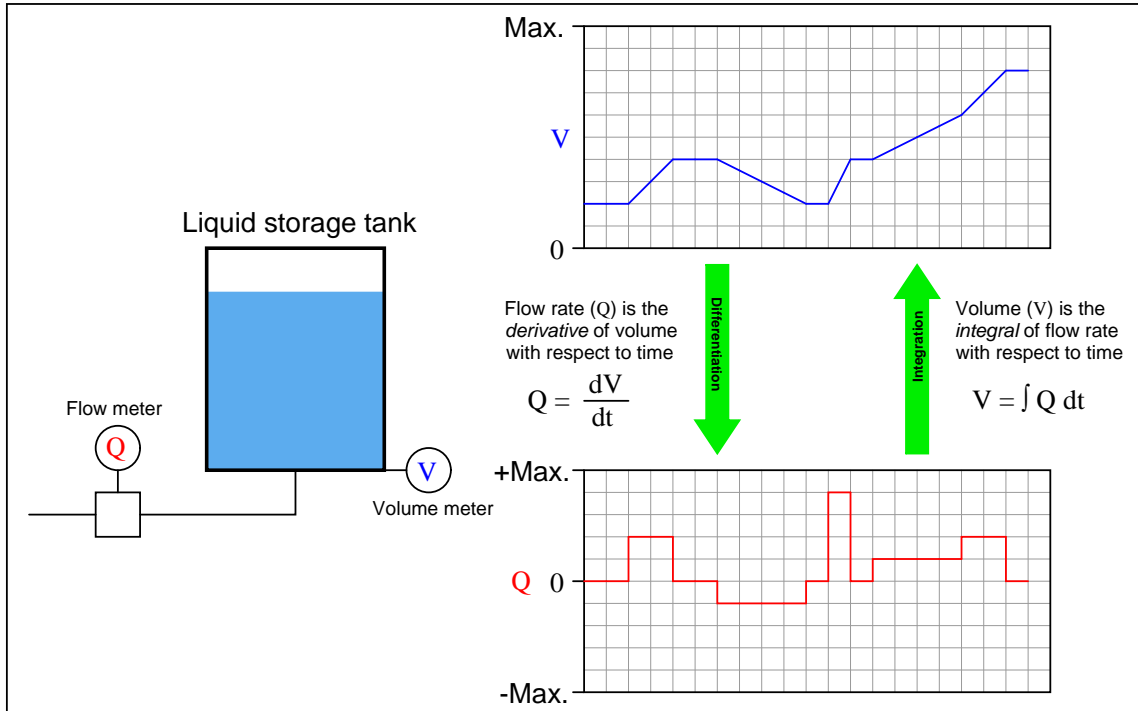 Max.
V
0
Liquid storage tank
Flow meter
Q
V
Volume meter
Flow rate (Q) is the
derivative of volume
with respect to time
Q = dV
dt
Differentiation
Integration
Volume (V) is the
integral of flow rate
with respect to time
V = ∫ Q dt
+Max.
Q 0
-Max.